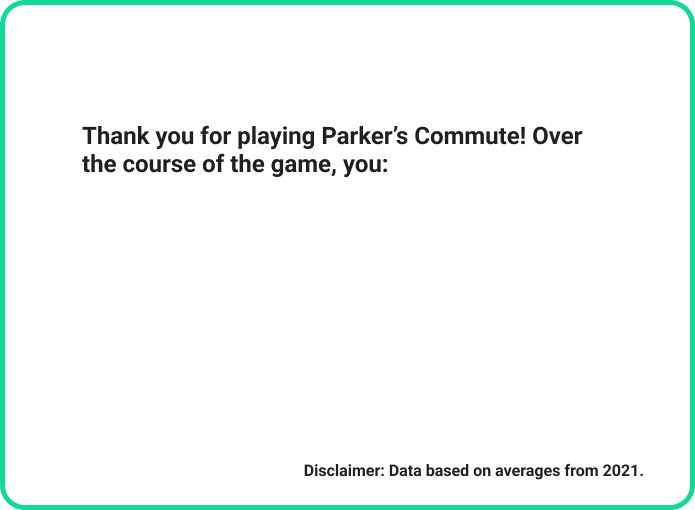 Thank you for playing Parker’s Commute! Over
the course of the game, you:
Disclaimer: Data based on averages from 2021.